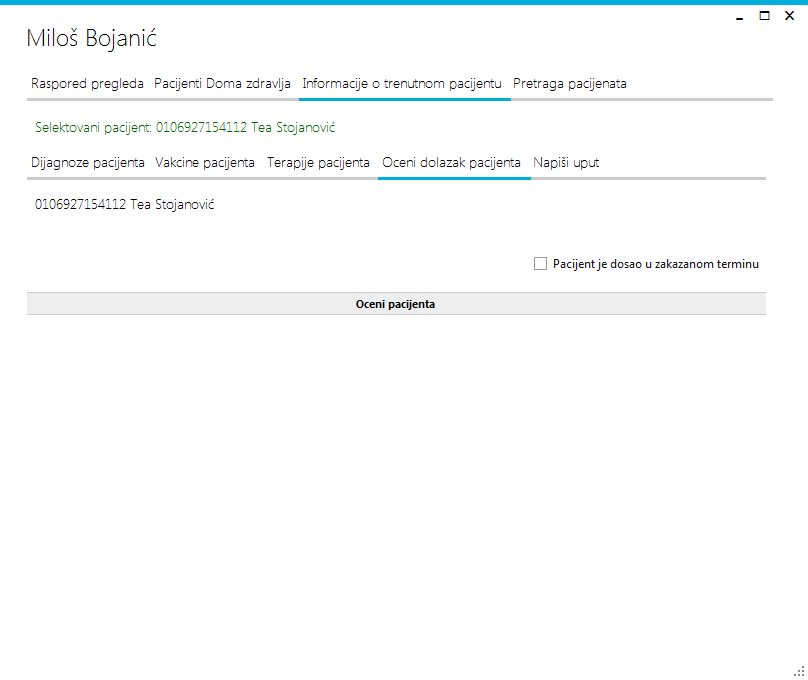 Miloš Bojanić
Raspored pregleda Pacijenti Doma zdravlja Informacije o trenutnom pacijentu Pretraga pacijenata
Selektovani pacijent: 0106927154112 Tea Stojanović
Dijagnoze pacijenta Vakcine pacijenta Terapije pacijenta Oceni dolazak pacijenta Napiši uput
0106927154112 Tea Stojanović
Pacijent je dosao u zakazanom terminu
Oceni pacijenta